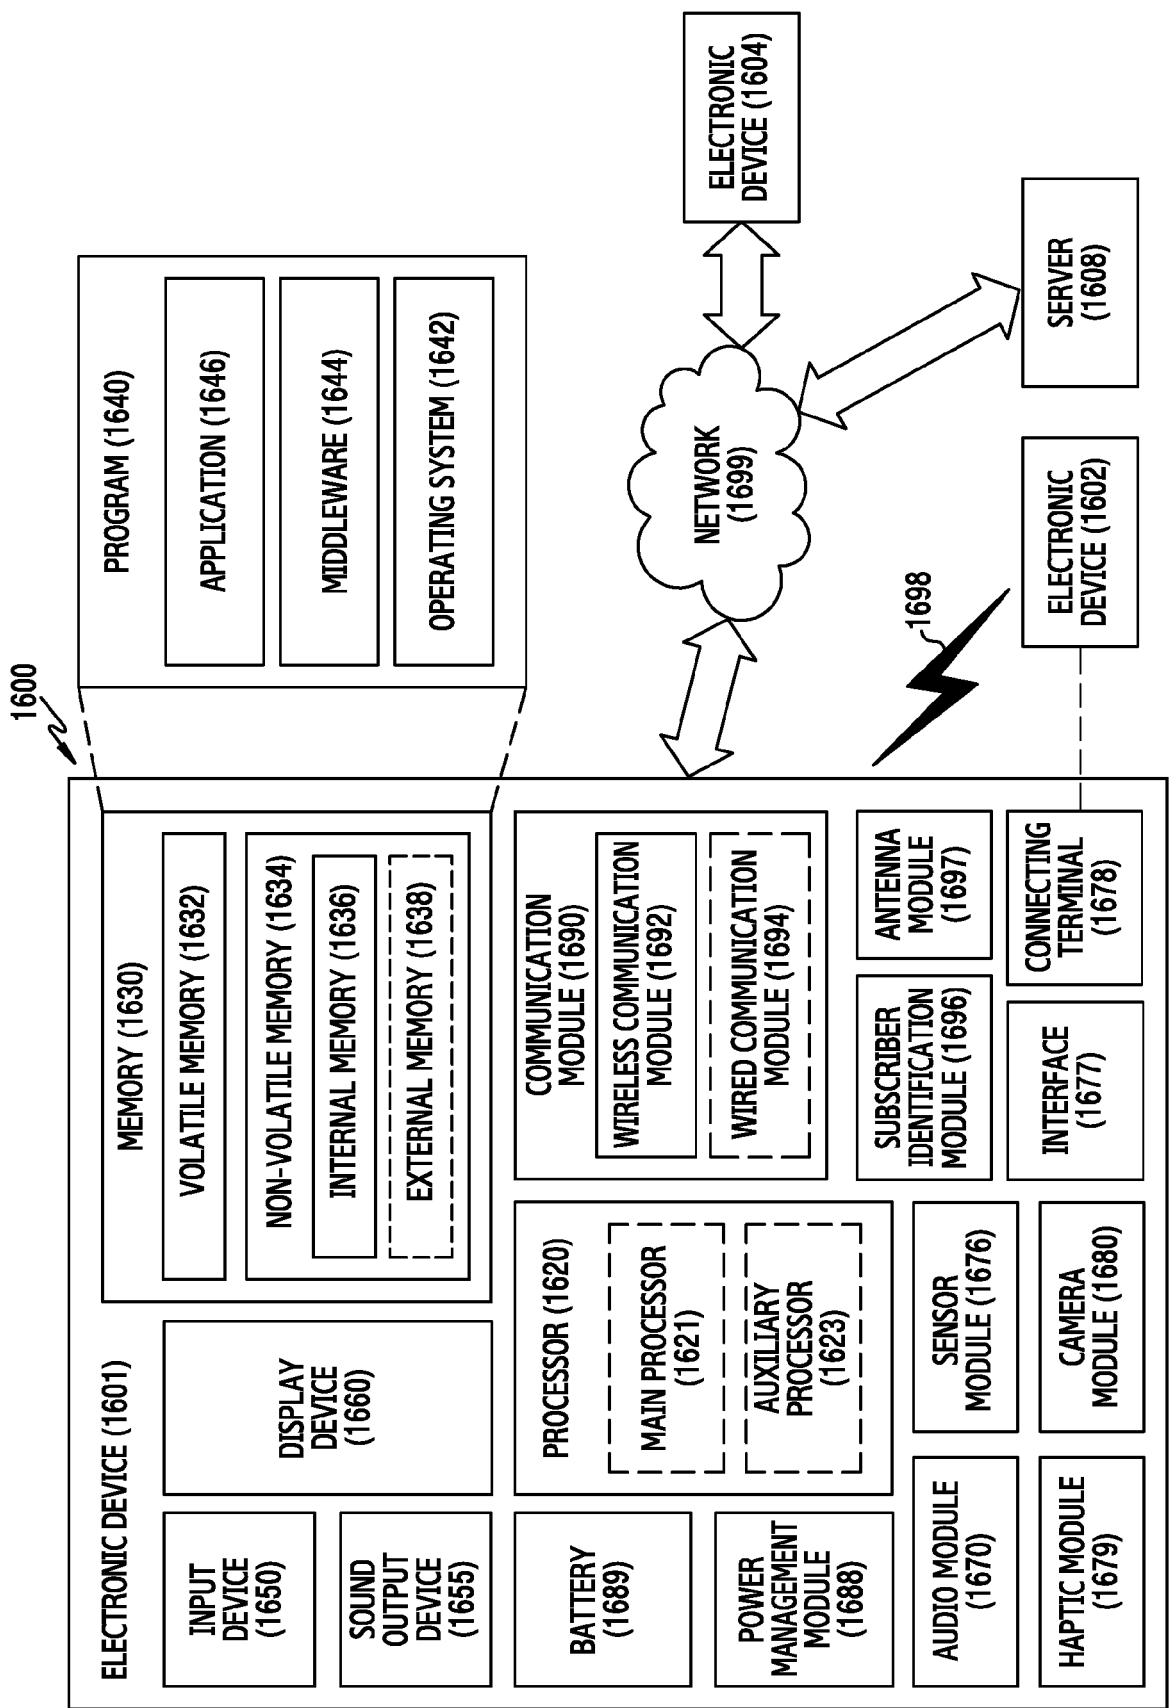 1600
ELECTRONIC DEVICE (1601)
INPUT
DEVICE
(1650)
SOUND
OUTPUT
DEVICE
(1655)
DISPLAY
DEVICE
(1660)
MEMORY (1630)
VOLATILE MEMORY (1632)
NON-VOLATILE MEMORY (1634)
INTERNAL MEMORY (1636)
EXTERNAL MEMORY (1638)
PROGRAM (1640)
APPLICATION (1646)
MIDDLEWARE (1644)
OPERATING SYSTEM (1642)
BATTERY
(1689)
POWER
MANAGEMENT
MODULE
(1688)
PROCESSOR (1620)
MAIN PROCESSOR
(1621)
AUXILIARY
PROCESSOR
(1623)
COMMUNICATION
MODULE (1690)
WIRELESS COMMUNICATION
MODULE (1692)
WIRED COMMUNICATION
MODULE (1694)
AUDIO MODULE
(1670)
HAPTIC MODULE
(1679)
SENSOR
MODULE (1676)
CAMERA
MODULE (1680)
SUBSCRIBER
IDENTIFICATION
MODULE (1696)
ANTENNA
MODULE
(1697)
INTERFACE
(1677)
CONNECTING
TERMINAL
(1678)
NETWORK
(1699)
ELECTRONIC
DEVICE (1604)
1698
ELECTRONIC
DEVICE (1602)
SERVER
(1608)